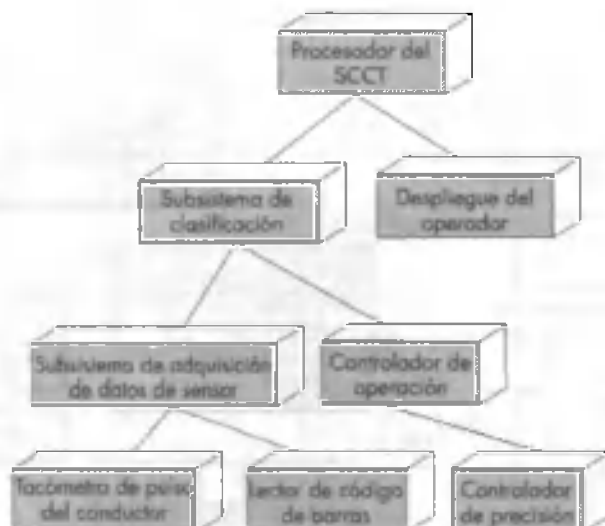 Procesador del
SCCT
Subsistema de
clasificación
Despliegue del
operador
Subsistema de adquisición
de datos de sensor
Controlador de
operación
Tacómetro de pulso
del conductor
Lector de código
de barras
Controlador
de precisión